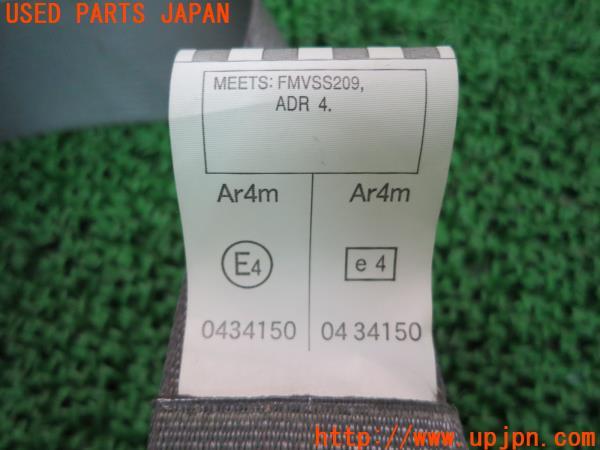 USED PARTS JAPAN
MEETS: FMVSS209,
ADR 4.
Ar4m Ar4m
E4 e 4
0434150 04 34150
http://www.upjpn.com